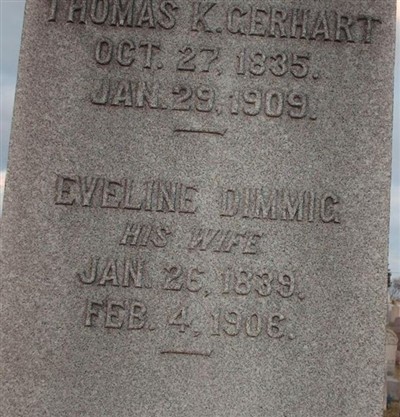 THOMAS K. GERHART
OCT. 27, 1835.
JAN. 29, 1909.
EVELINE DIMMIG
HIS WIFE
JAN. 26, 1839.
FEB. 4, 1906.